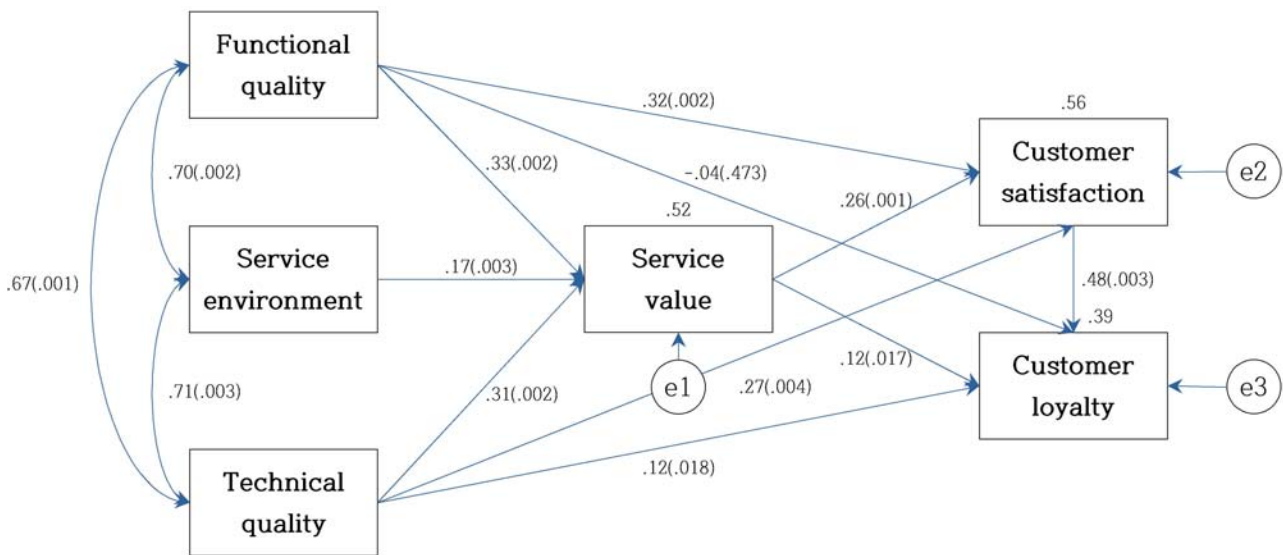 Functional
quality
.32(.002)
.56
Customer
satisfaction
e2
.33(.002)
-.04(.473)
.70(.002)
.26(.001)
.52
Service
environment
.17(.003)
Service
value
.67(.001)
.48(.003)
.39
.71(.003)
.31(.002)
e1
.27(.004)
.12(.017)
Customer
loyalty
e3
.12(.018)
Technical
quality